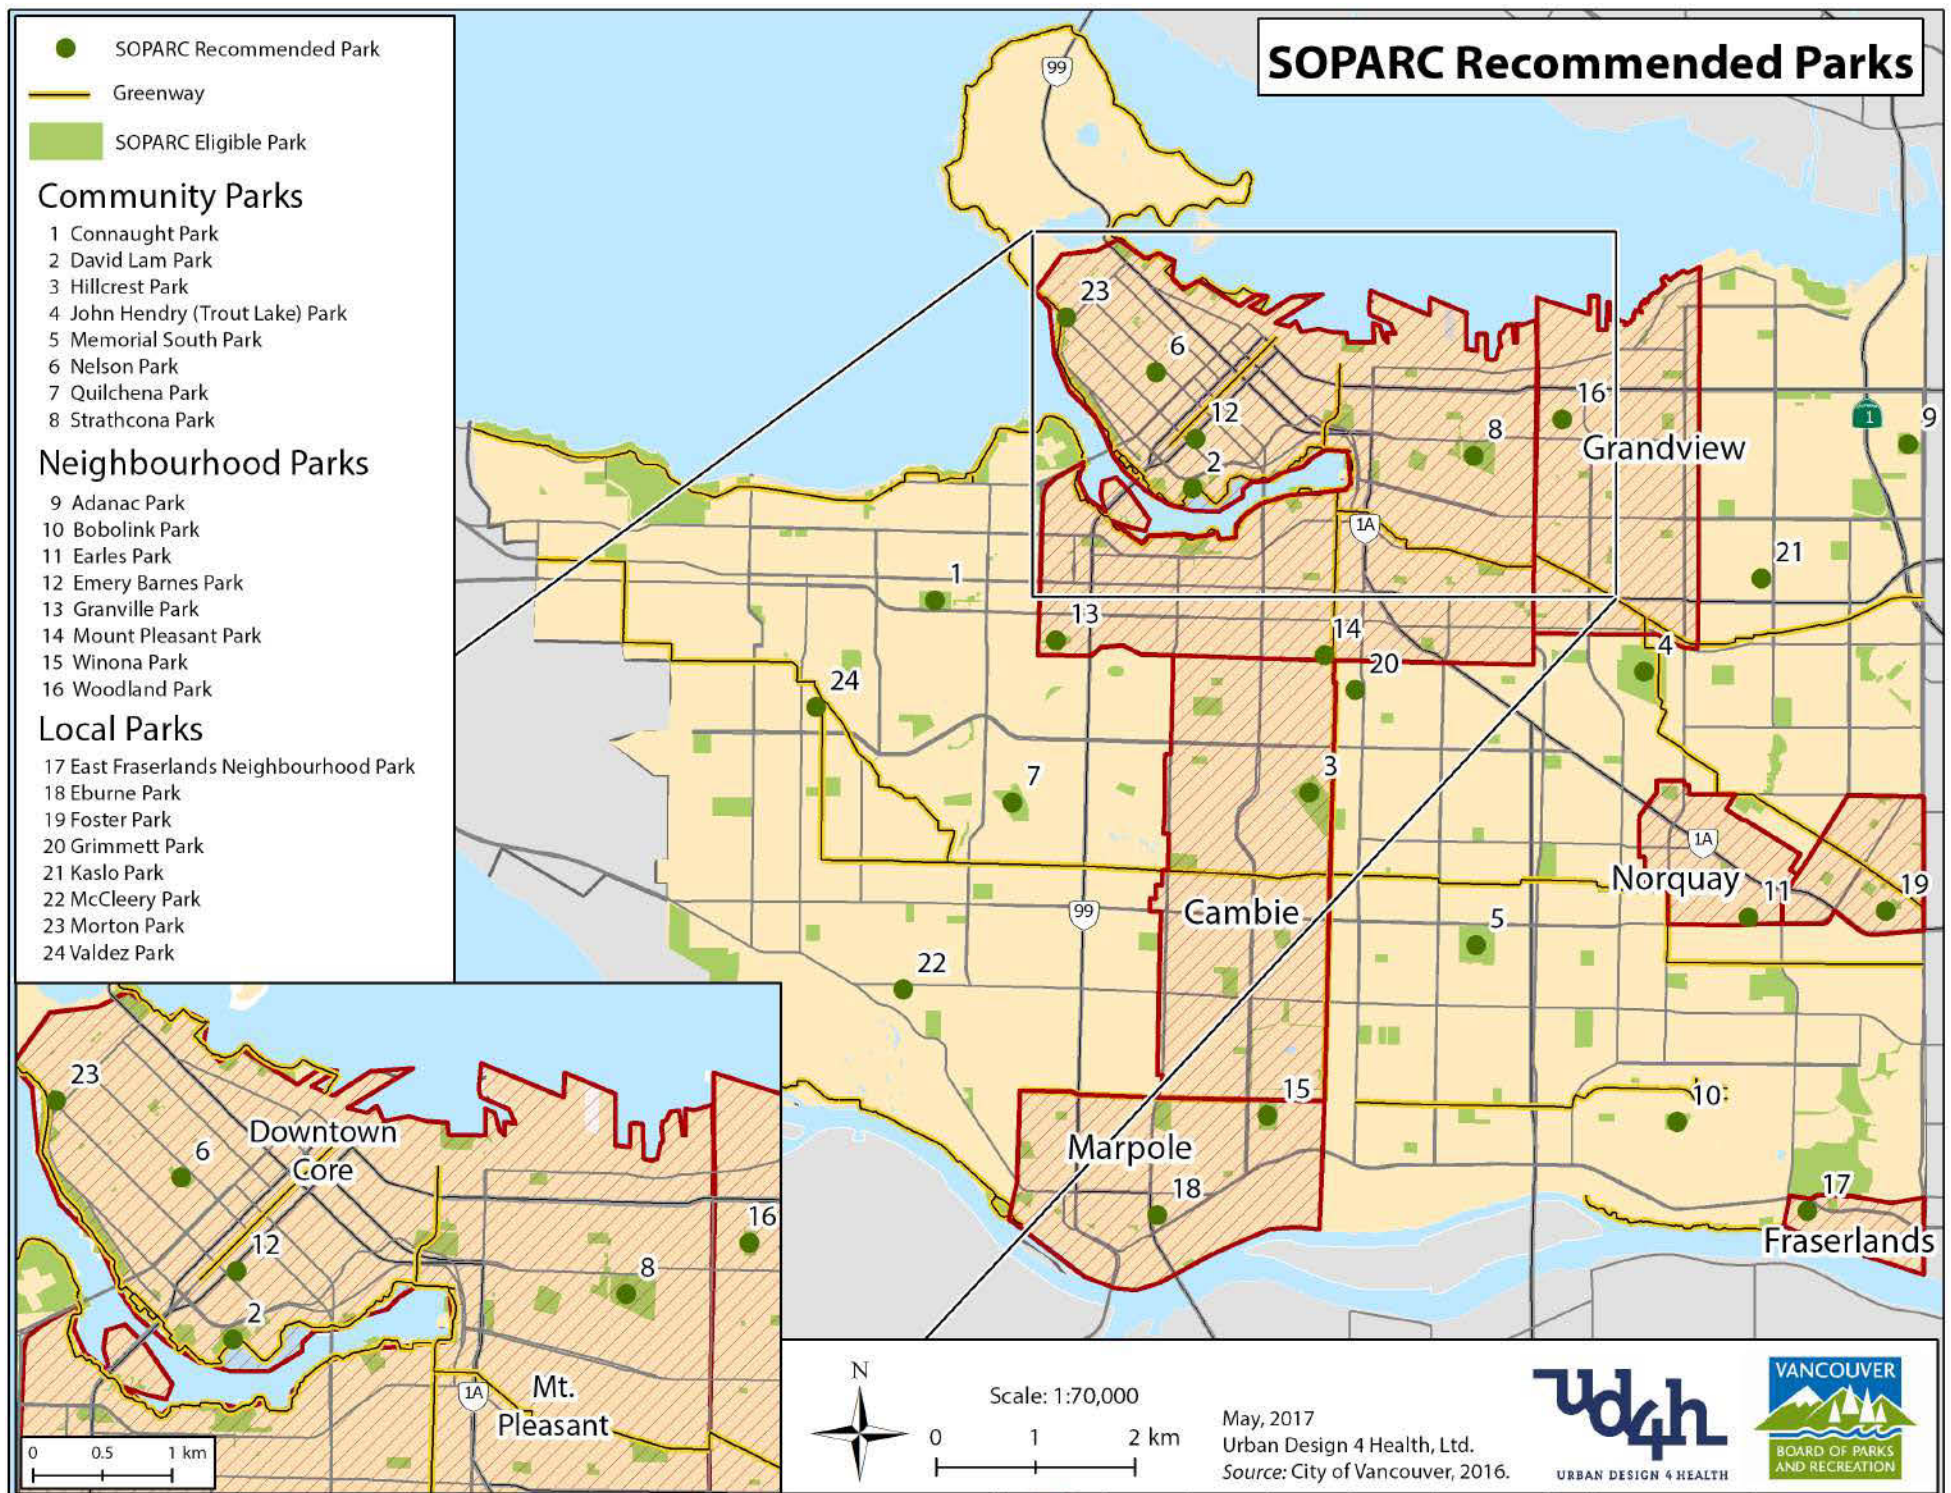 SOPARC Recommended Parks
SOPARC Recommended Park
Greenway
SOPARC Eligible Park
Community Parks
1 Connaught Park
2 David Lam Park
3 Hillcrest Park
4 John Hendry (Trout Lake) Park
5 Memorial South Park
6 Nelson Park
7 Quilchena Park
8 Strathcona Park
Neighbourhood Parks
9 Adanac Park
10 Bobolink Park
11 Earles Park
12 Emery Barnes Park
13 Granville Park
14 Mount Pleasant Park
15 Winona Park
16 Woodland Park
Local Parks
17 East Fraserlands Neighbourhood Park
18 Eburne Park
19 Foster Park
20 Grimmett Park
21 Kaslo Park
22 McCleery Park
23 Morton Park
24 Valdez Park
99
23
6
16
12
1
9
8
Grandview
2
1A
21
1
13
14
4
20
24
3
7
1A
Norquay
11
19
99
Cambie
5
22
15
10
Marpole
18
17
Fraserlands
23
Downtown
Core
6
16
12
8
2
1A
Mt.
Pleasant
0 0.5 1 km
N
Scale: 1:70,000
0 1 2 km
May, 2017
Urban Design 4 Health, Ltd.
Source: City of Vancouver, 2016.
ud4h
URBAN DESIGN 4 HEALTH
VANCOUVER
BOARD OF PARKS
AND RECREATION